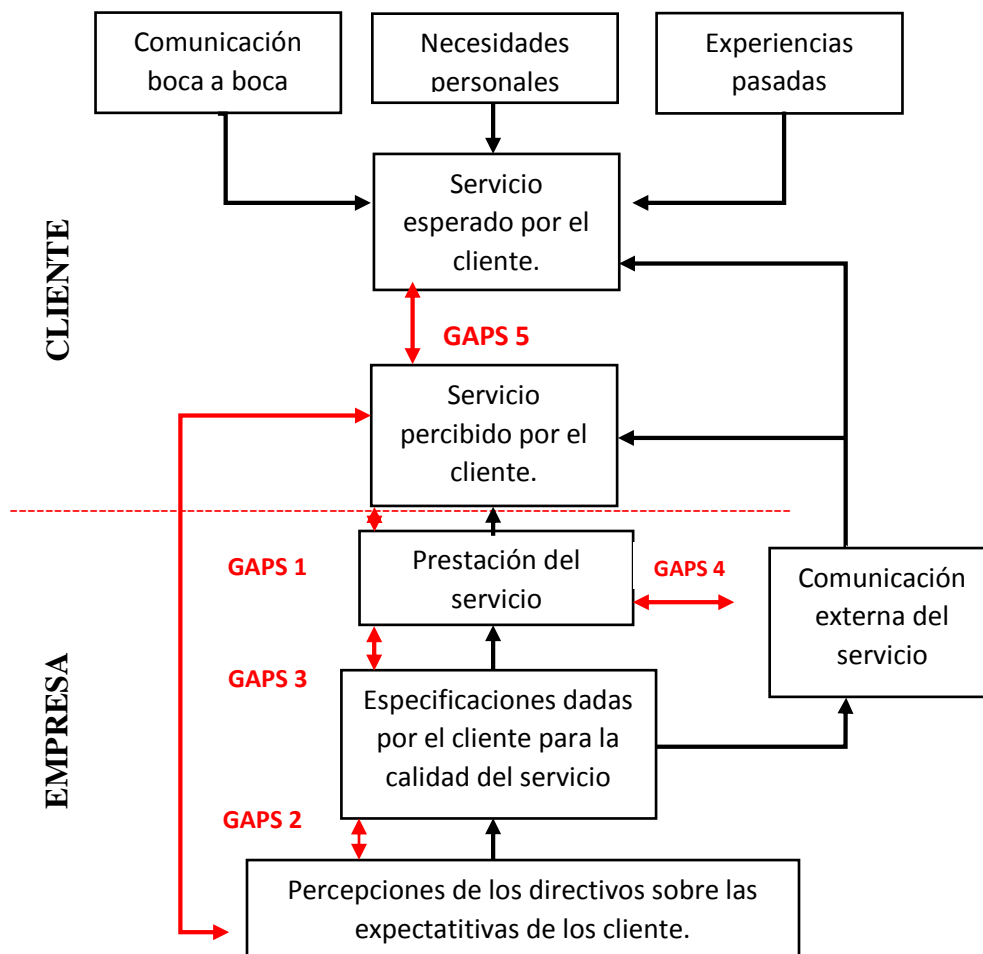 Comunicación
boca a boca
Necesidades
personales
Experiencias
pasadas
Servicio
esperado por el
cliente.
CLIENTE
GAPS 5
Servicio
percibido por el
cliente.
GAPS 1
Prestación del
servicio
GAPS 4
Comunicación
externa del
servicio
EMPRESA
GAPS 3
Especificaciones dadas
por el cliente para la
calidad del servicio
GAPS 2
Percepciones de los directivos sobre las
expectatitivas de los cliente.